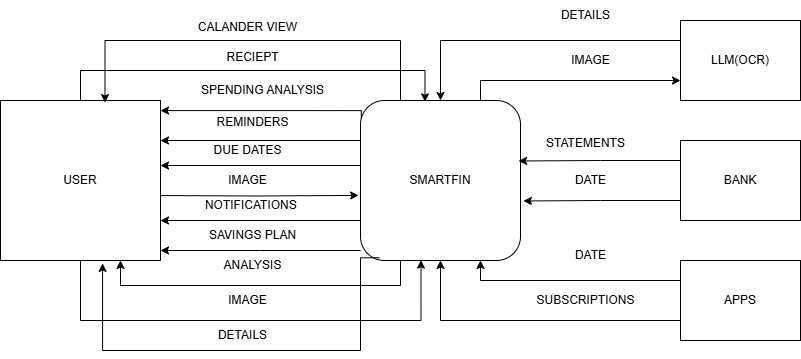 DETAILS
CALANDER VIEW
RECIEPT
IMAGE
LLM(OCR)
SPENDING ANALYSIS
REMINDERS
STATEMENTS
DUE DATES
USER
IMAGE
SMARTFIN
DATE
BANK
NOTIFICATIONS
SAVINGS PLAN
DATE
ANALYSIS
IMAGE
SUBSCRIPTIONS
APPS
DETAILS